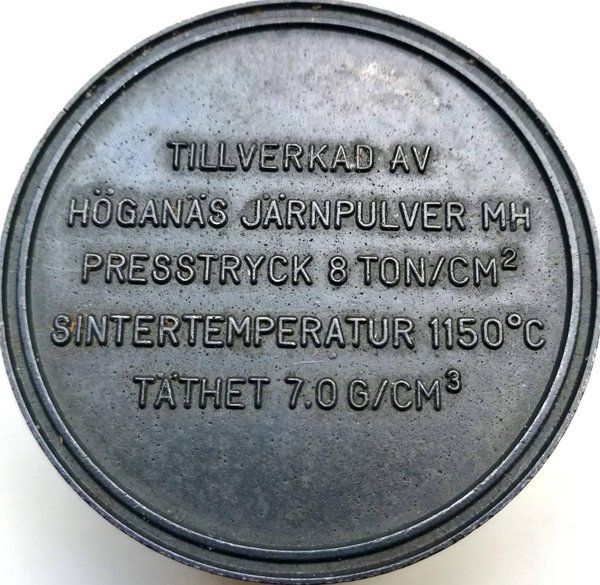 TILLVERKAD AV
HÖGANÄS JÄRNPULVER MH
PRESSTRYCK 8 TON/CM²
SINTERTEMPERATUR 1150°C
TÄTHET 7.0 G/CM³